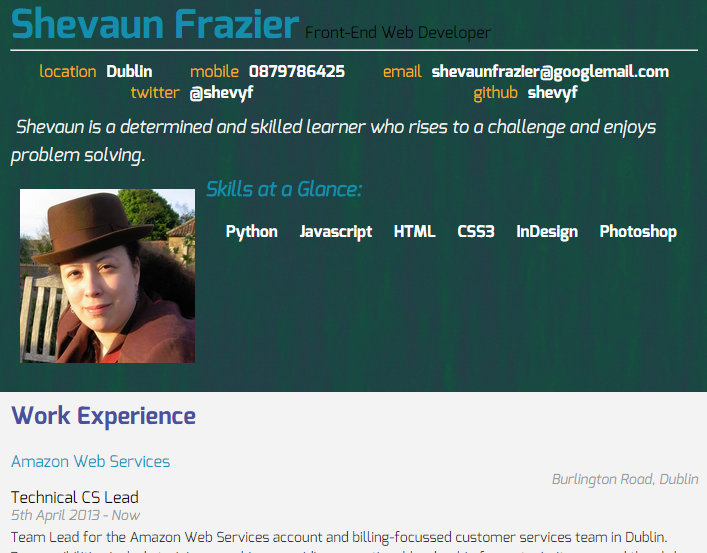 Shevaun Frazier Front-End Web Developer
location Dublin mobile 0879786425 email shevaunfrazier@googlemail.com
twitter @shevyf github shevyf
Shevaun is a determined and skilled learner who rises to a challenge and enjoys
problem solving.
Skills at a Glance:
Python Javascript HTML CSS3 InDesign Photoshop
Work Experience
Amazon Web Services
Burlington Road, Dublin
Technical CS Lead
5th April 2013 - Now
Team Lead for the Amazon Web Services account and billing-focussed customer services team in Dublin.